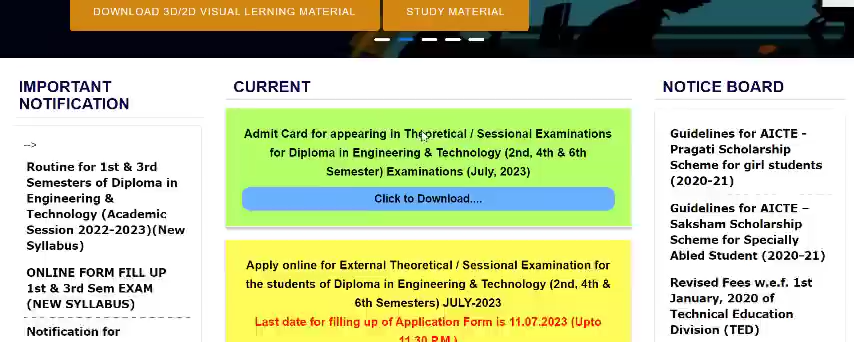 DOWNLOAD 3D/2D VISUAL LERNING MATERIAL
STUDY MATERIAL
IMPORTANT
NOTIFICATION
-->
Routine for 1st & 3rd
Semesters of Diploma in
Engineering &
Technology (Academic
Session 2022-2023)(New
Syllabus)
ONLINE FORM FILL UP
1st & 3rd Sem EXAM
(NEW SYLLABUS)
Notification for
CURRENT
Admit Card for appearing in Theoretical / Sessional Examinations
for Diploma in Engineering & Technology (2nd, 4th & 6th
Semester) Examinations (July, 2023)
Click to Download....
Apply online for External Theoretical / Sessional Examination for
the students of Diploma in Engineering & Technology (2nd, 4th &
6th Semesters) JULY-2023
Last date for filling up of Application Form is 11.07.2023 (Upto
11.30 P.M.)
NOTICE BOARD
Guidelines for AICTE -
Pragati Scholarship
Scheme for girl students
(2020-21)
Guidelines for AICTE –
Saksham Scholarship
Scheme for Specially
Abled Student (2020-21)
Revised Fees w.e.f. 1st
January, 2020 of
Technical Education
Division (TED)